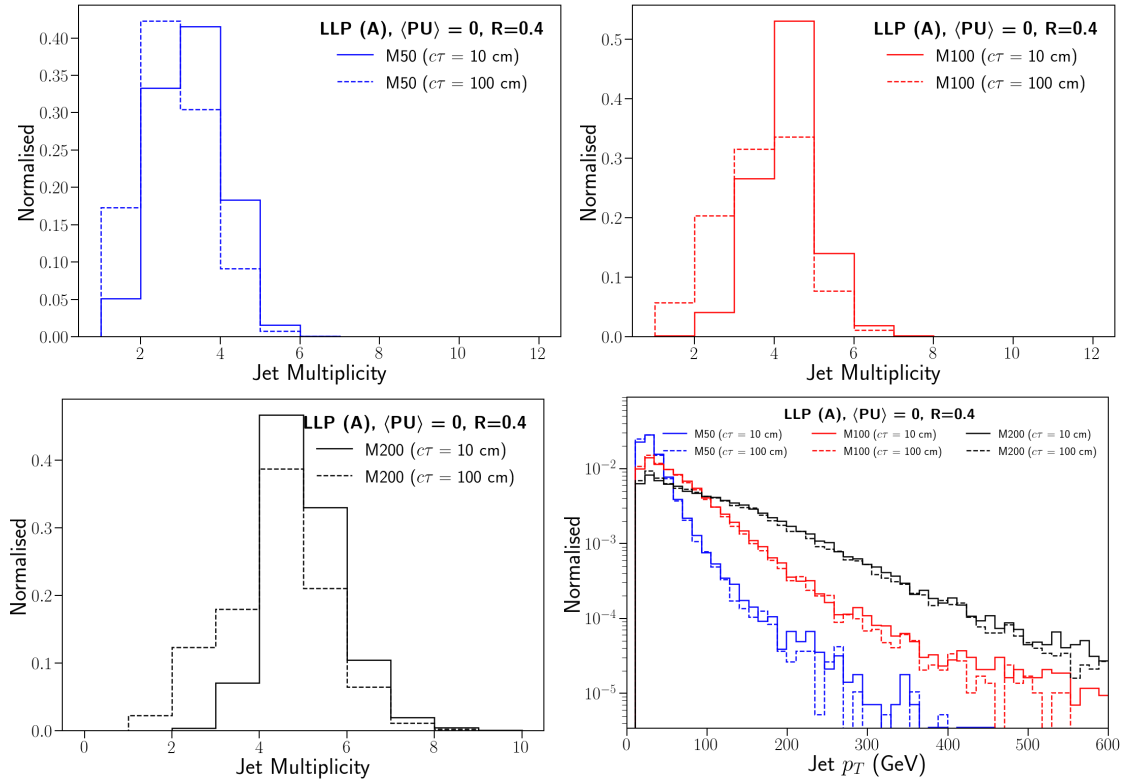 LLP (A), ⟨PU⟩ = 0, R=0.4
M50 (cτ = 10 cm)
M50 (cτ = 100 cm)
Normalised
0.40
0.35
0.30
0.25
0.20
0.15
0.10
0.05
0.00
2 4 6 8 10 12
Jet Multiplicity
LLP (A), ⟨PU⟩ = 0, R=0.4
M100 (cτ = 10 cm)
M100 (cτ = 100 cm)
Normalised
0.5
0.4
0.3
0.2
0.1
0.0
2 4 6 8 10 12
Jet Multiplicity
LLP (A), ⟨PU⟩ = 0, R=0.4
M200 (cτ = 10 cm)
M200 (cτ = 100 cm)
Normalised
0.4
0.3
0.2
0.1
0.0
0 2 4 6 8 10
Jet Multiplicity
LLP (A), ⟨PU⟩ = 0, R=0.4
M50 (cτ = 10 cm) M100 (cτ = 10 cm) M200 (cτ = 10 cm)
M50 (cτ = 100 cm) M100 (cτ = 100 cm) M200 (cτ = 100 cm)
Normalised
10⁻²
10⁻³
10⁻⁴
10⁻⁵
0 100 200 300 400 500 600
Jet p_T (GeV)